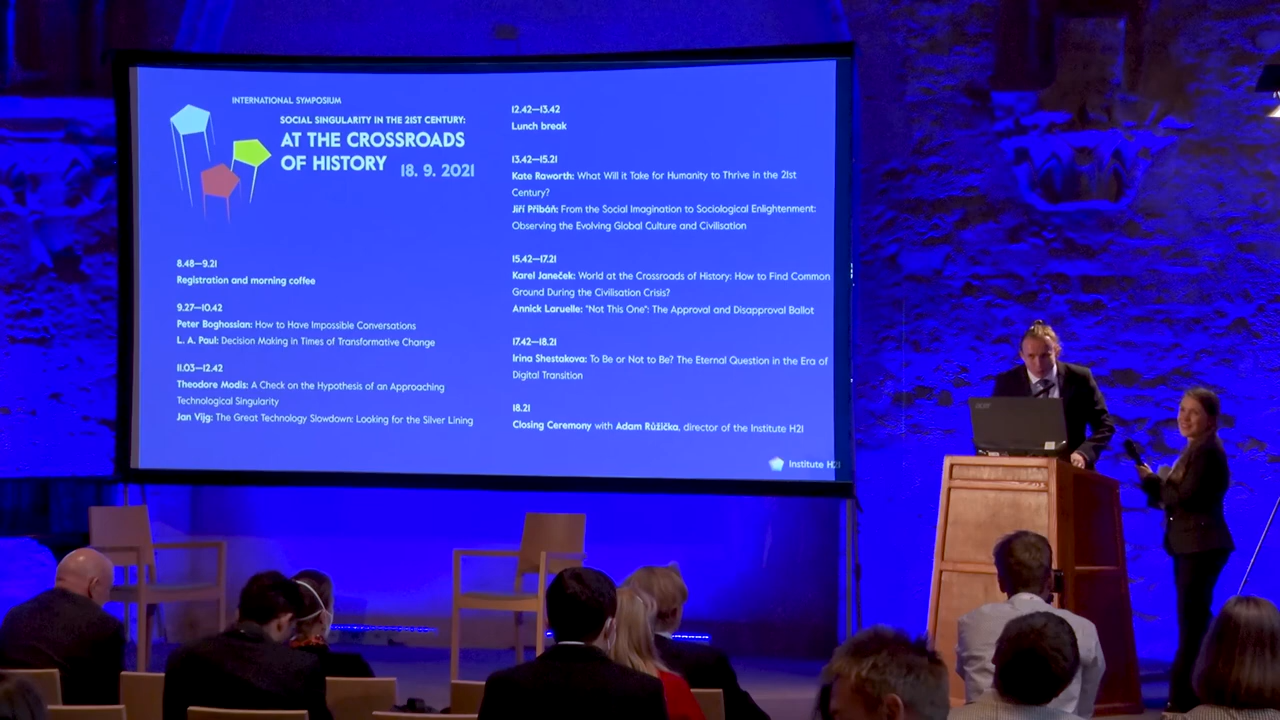 INTERNATIONAL SYMPOSIUM
SOCIAL SINGULARITY IN THE 21ST CENTURY:
AT THE CROSSROADS
OF HISTORY 18. 9. 2021
8.48—9.21
Registration and morning coffee
9.27—10.42
Peter Boghossian: How to Have Impossible Conversations
L. A. Paul: Decision Making in Times of Transformative Change
11.03—12.42
Theodore Modis: A Check on the Hypothesis of an Approaching
Technological Singularity
Jan Vijg: The Great Technology Slowdown: Looking for the Silver Lining
12.42—13.42
Lunch break
13.42—15.21
Kate Raworth: What Will it Take for Humanity to Thrive in the 21st
Century?
Jiří Přibáň: From the Social Imagination to Sociological Enlightenment:
Observing the Evolving Global Culture and Civilisation
15.42—17.21
Karel Janeček: World at the Crossroads of History: How to Find Common
Ground During the Civilisation Crisis?
Annick Laruelle: "Not This One": The Approval and Disapproval Ballot
17.42—18.21
Irina Shestakova: To Be or Not to Be? The Eternal Question in the Era of
Digital Transition
18.21
Closing Ceremony with Adam Růžička, director of the Institute H21
Institute H21
acer